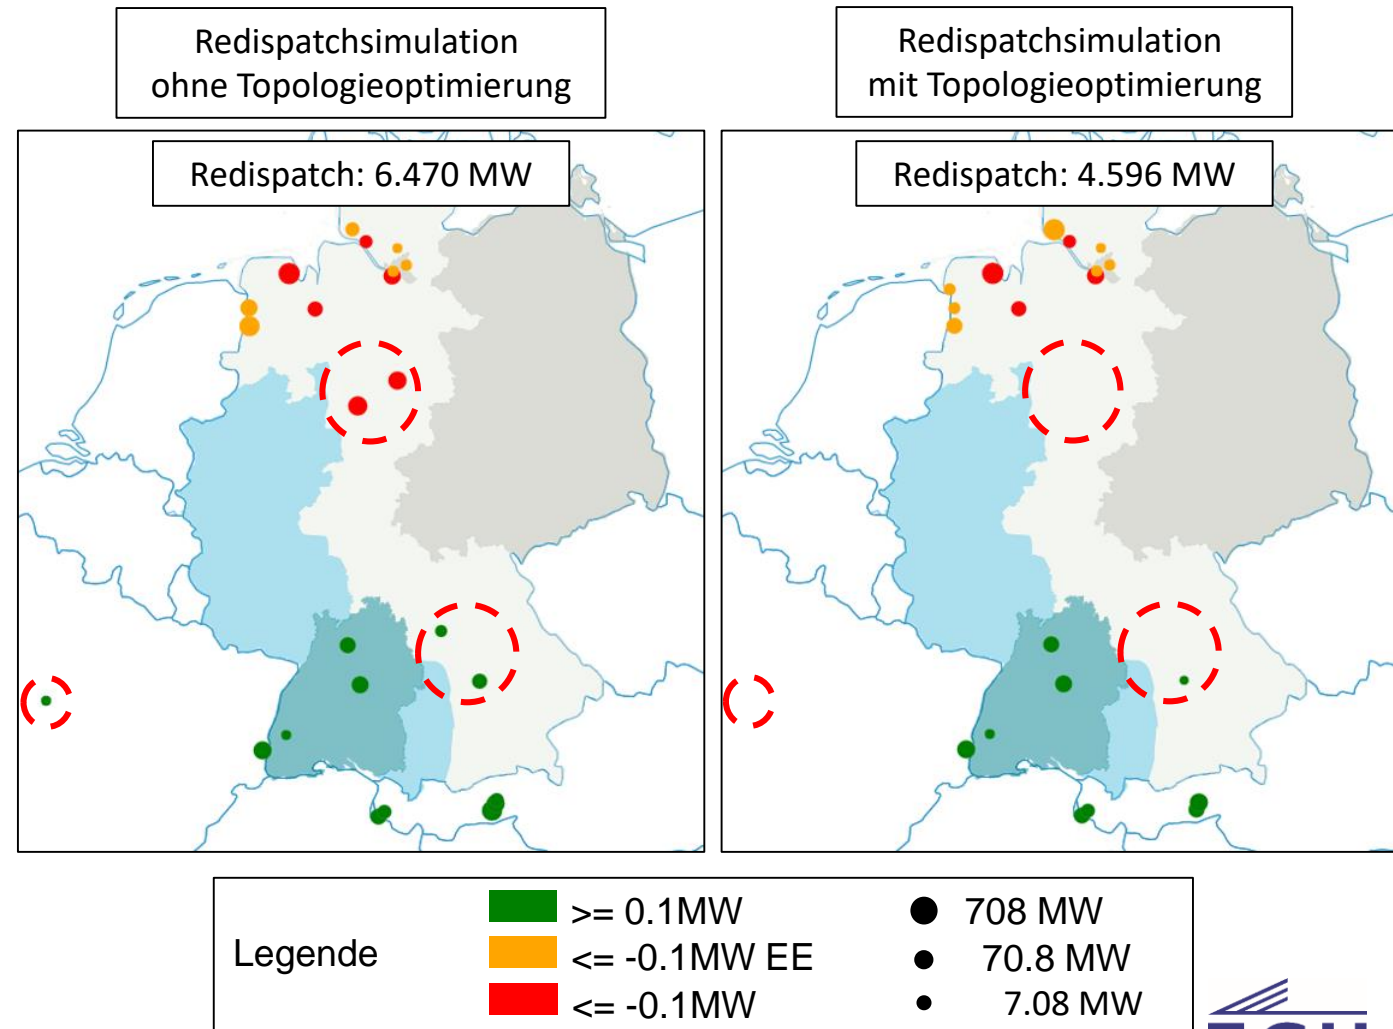 Redispatchsimulation
ohne Topologieoptimierung
Redispatchsimulation
mit Topologieoptimierung
Redispatch: 6.470 MW
Redispatch: 4.596 MW
Legende
>= 0.1MW
<= -0.1MW EE
<= -0.1MW
708 MW
70.8 MW
7.08 MW